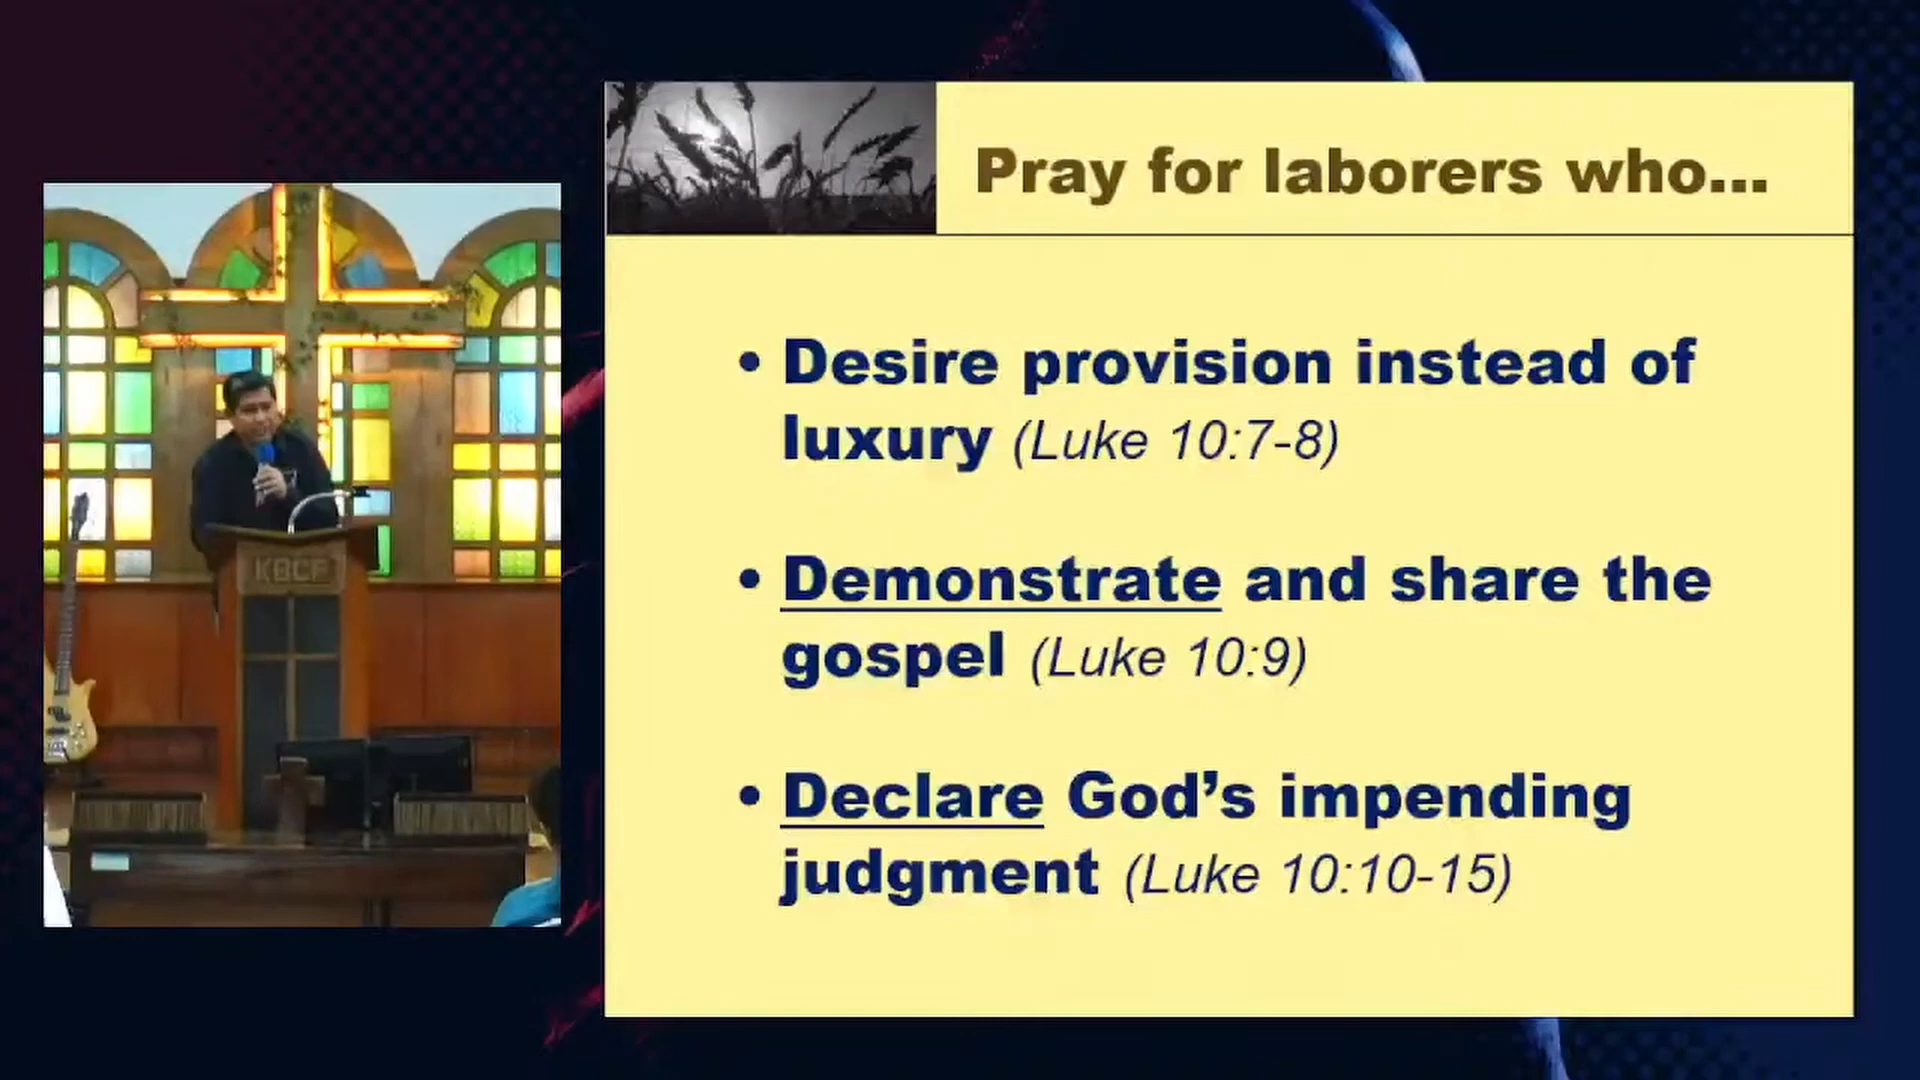 KBCF
Pray for laborers who...
• Desire provision instead of
luxury (Luke 10:7-8)
• Demonstrate and share the
gospel (Luke 10:9)
• Declare God’s impending
judgment (Luke 10:10-15)